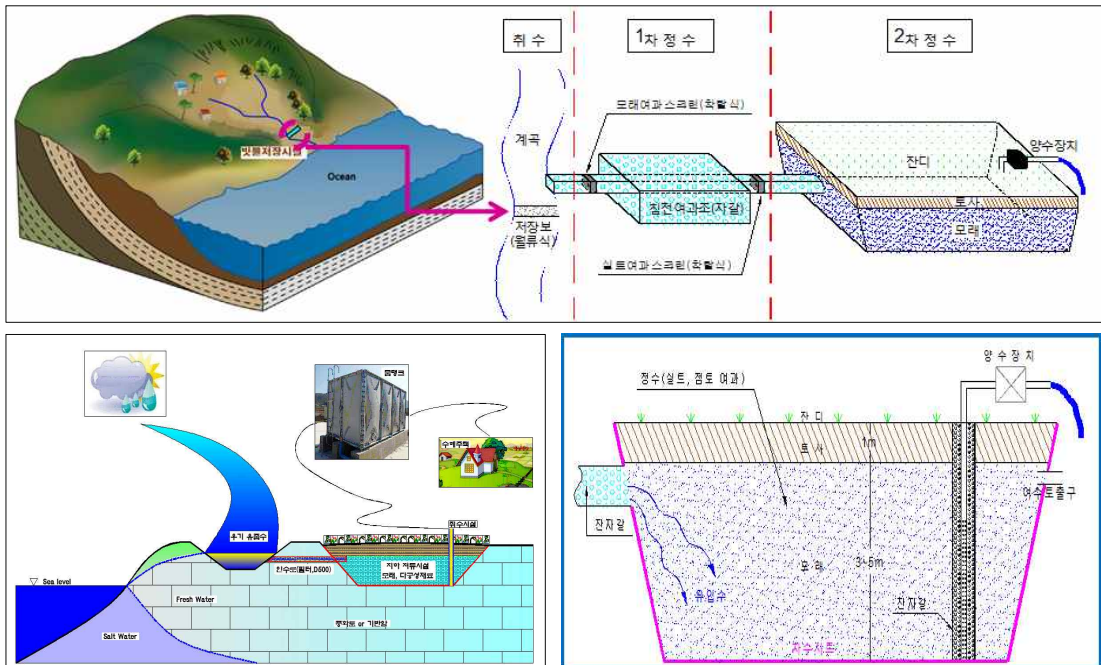 취 수
1차 정 수
2차 정 수
모래여과스크린(착탈식)
계곡
양수장치
잔디
빗물저장시설
Ocean
침전여과조(자갈)
토사
모래
저장보
(월류식)
실트여과스크린(착탈식)
물탱크
수혜주택
우기 유출수
취수시설
지하 저류시설
모래, 다공성재료
인수로(필터,D500)
Sea level
Fresh Water
풍화토 or 기반암
Salt Water
양 수 장 치
정수(실트, 점토 여과)
잔 디
토 사
1m
여수토출구
잔자갈
모 래
3~5m
유입수
잔자갈
차수시트